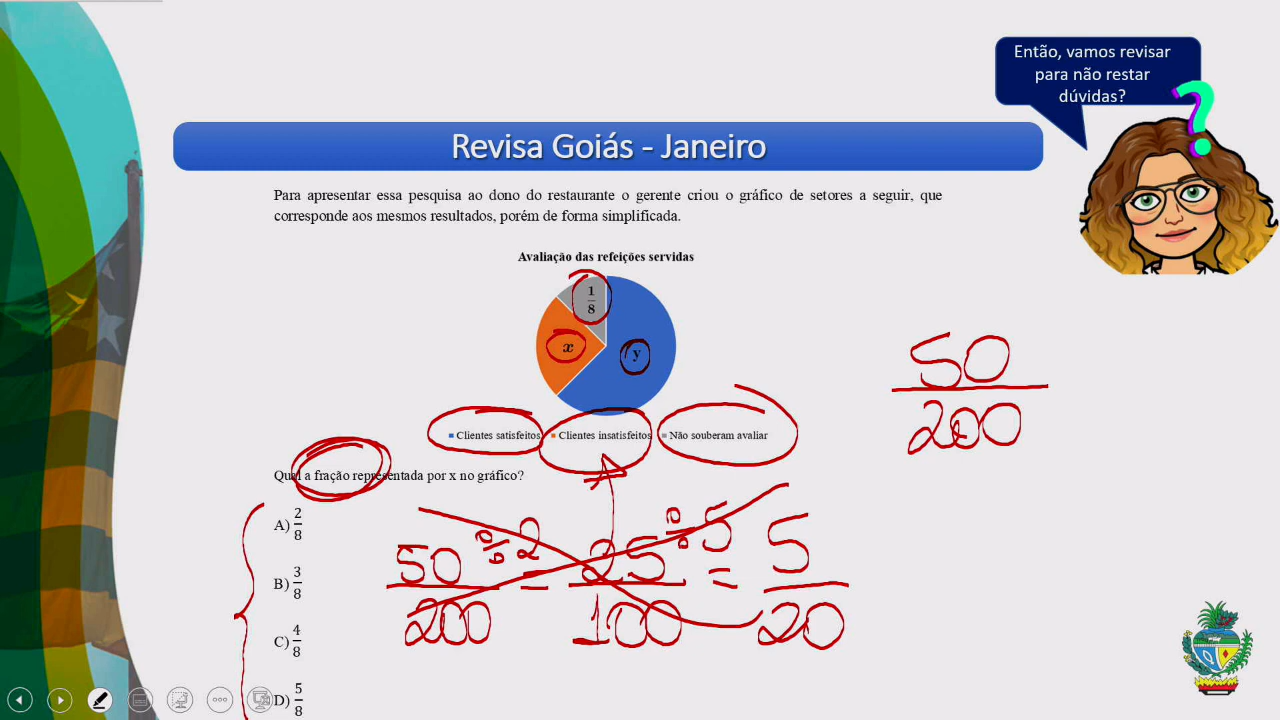 Então, vamos revisar
para não restar
dúvidas?
Revisa Goiás - Janeiro
Para apresentar essa pesquisa ao dono do restaurante o gerente criou o gráfico de setores a seguir, que
corresponde aos mesmos resultados, porém de forma simplificada.
Avaliação das refeições servidas
1/8
x
y
50/200
Clientes satisfeitos Clientes insatisfeitos Não souberam avaliar
Qual a fração representada por x no gráfico?
A) 2/8
B) 3/8
C) 4/8
D) 5/8
50/200 ÷ 2 = 25/100 ÷ 5 = 5/20